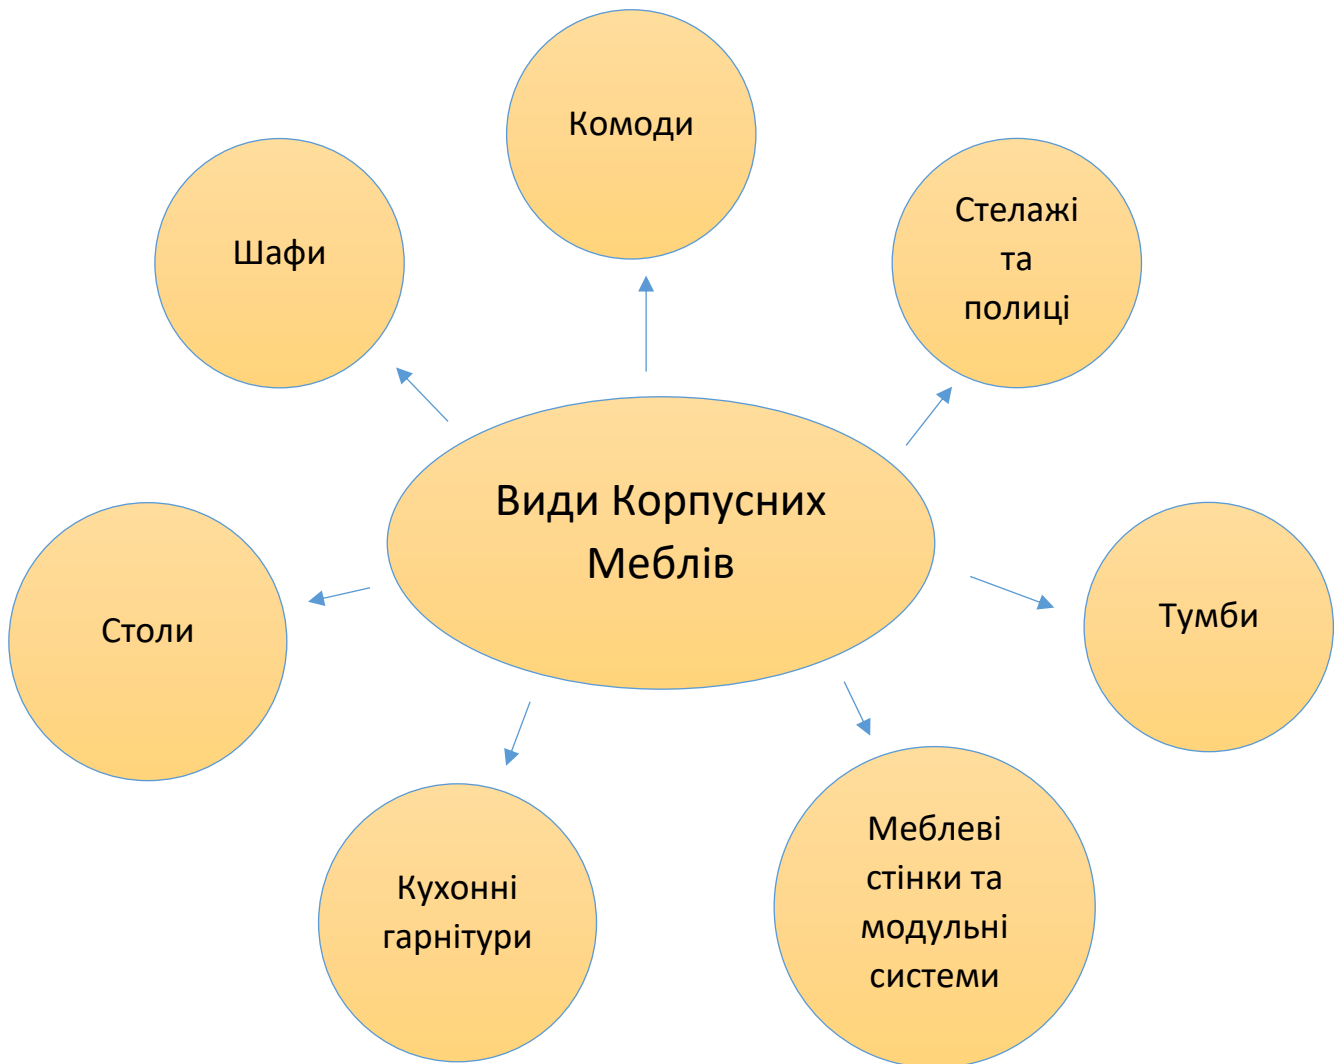 Комоди
Шафи
Стелажі
та
полиці
Види Корпусних
Меблів
Столи
Тумби
Кухонні
гарнітури
Меблеві
стінки та
модульні
системи